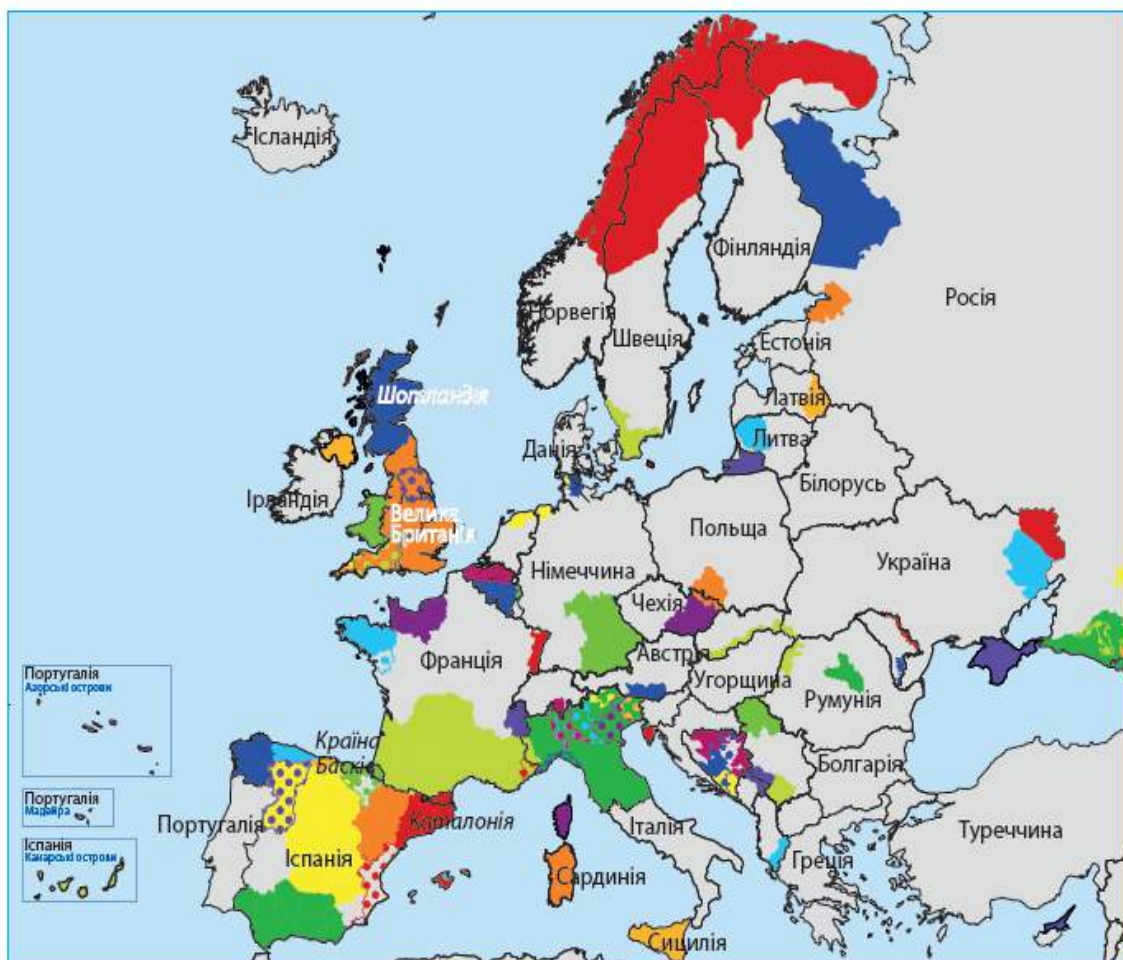 Ісландія
Фінляндія
Росія
Норвегія
Швеція
Естонія
Шотландія
Латвія
Данія
Литва
Ірландія
Білорусь
Велика
Британія
Польща
Німеччина
Україна
Чехія
Франція
Австрія
Угорщина
Румунія
Португалія
Азорські острови
Країна
Басків
Болгарія
Португалія
Мадейра
Португалія
Каталонія
Італія
Туреччина
Іспанія
Канарські острови
Іспанія
Греція
Сардинія
Сицилія